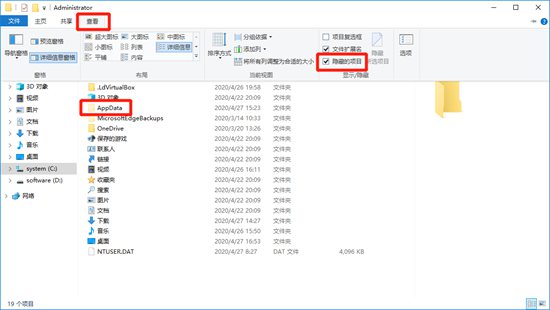 Administrator
文件 主页 共享 查看
导航窗格
预览窗格
详细信息窗格
窗格
超大图标 大图标 中图标
小图标 列表 详细信息
平铺 内容
布局
排序方式
分组依据
添加列
将所有列调整为合适的大小
当前视图
项目复选框
文件扩展名
隐藏的项目
隐藏
所选项目
显示/隐藏
选项
3D 对象
视频
图片
文档
下载
音乐
桌面
system (C:)
software (D:)
网络
.LdVirtualBox 2020/4/26 19:58 文件夹
3D 对象 2020/4/22 20:09 文件夹
AppData 2020/4/27 15:23 文件夹
MicrosoftEdgeBackups 2020/3/14 10:33 文件夹
OneDrive 2020/3/20 13:26 文件夹
保存的游戏 2020/4/22 20:09 文件夹
联系人 2020/4/22 20:09 文件夹
链接 2020/4/22 20:09 文件夹
视频 2020/4/26 16:11 文件夹
收藏夹 2020/4/22 20:09 文件夹
搜索 2020/4/22 20:09 文件夹
图片 2020/4/22 20:09 文件夹
文档 2020/4/22 20:09 文件夹
下载 2020/4/27 14:27 文件夹
音乐 2020/4/26 15:50 文件夹
桌面 2020/4/26 16:53 文件夹
NTUSER.DAT 2020/4/27 8:27 DAT 文件 4,096 KB
19 个项目